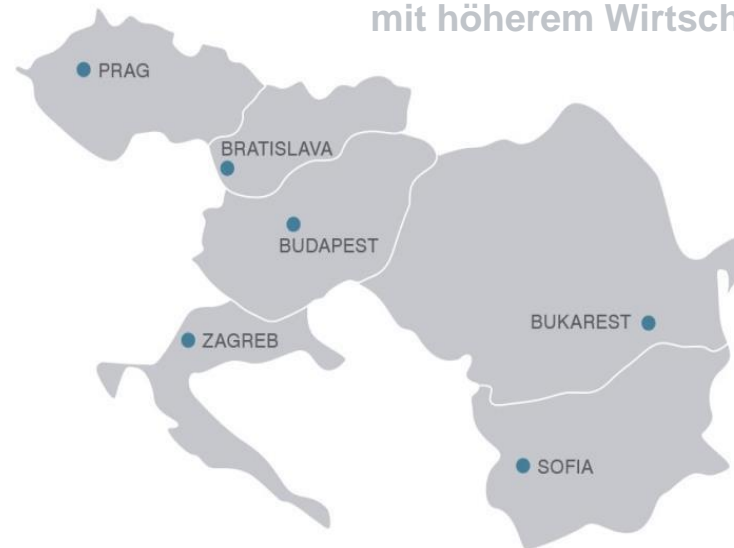 mit höherem Wirtsch
PRAG
BRATISLAVA
BUDAPEST
BUKAREST
ZAGREB
SOFIA